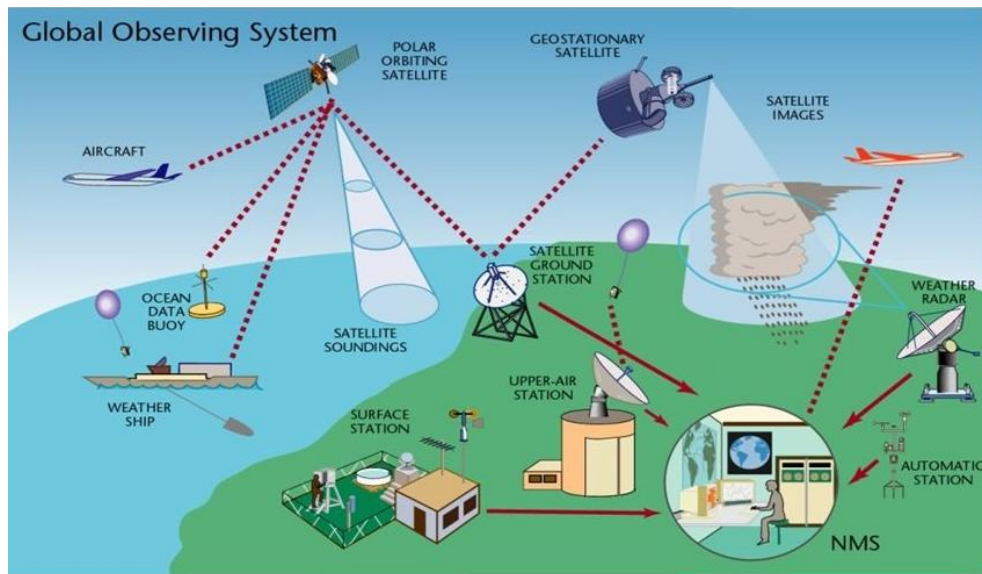 Global Observing System
POLAR
ORBITING
SATELLITE
GEOSTATIONARY
SATELLITE
SATELLITE
IMAGES
AIRCRAFT
OCEAN
DATA
BUOY
SATELLITE
SOUNDINGS
SATELLITE
GROUND
STATION
WEATHER
RADAR
WEATHER
SHIP
SURFACE
STATION
UPPER-AIR
STATION
AUTOMATIC
STATION
NMS